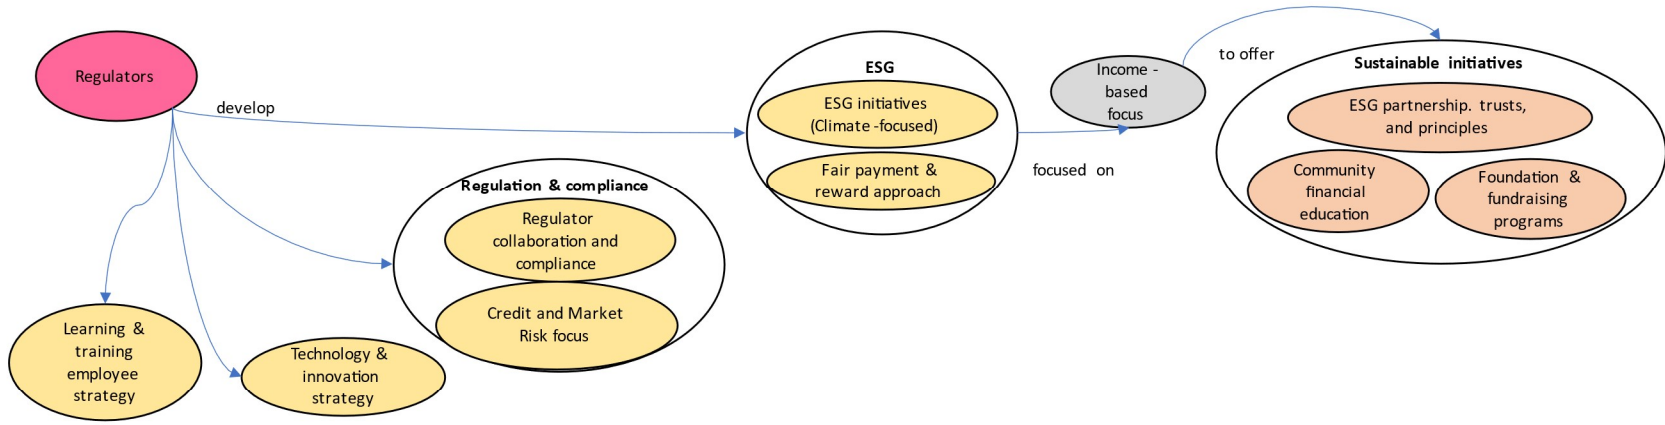 Regulators
develop
Learning &
training
employee
strategy
Technology &
innovation
strategy
Regulation & compliance
Regulator
collaboration and
compliance
Credit and Market
Risk focus
ESG
ESG initiatives
(Climate -focused)
Fair payment &
reward approach
focused on
Income -
based
focus
to offer
Sustainable initiatives
ESG partnership. trusts,
and principles
Community
financial
education
Foundation &
fundraising
programs